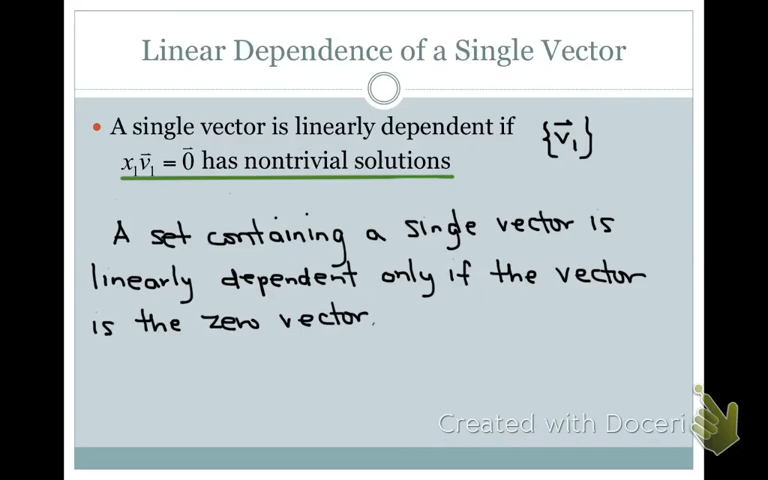 Linear Dependence of a Single Vector
• A single vector is linearly dependent if {v⃗₁}
x₁v⃗₁ = 0⃗ has nontrivial solutions
A set containing a single vector is
linearly dependent only if the vector
is the zero vector.
Created with Doceri